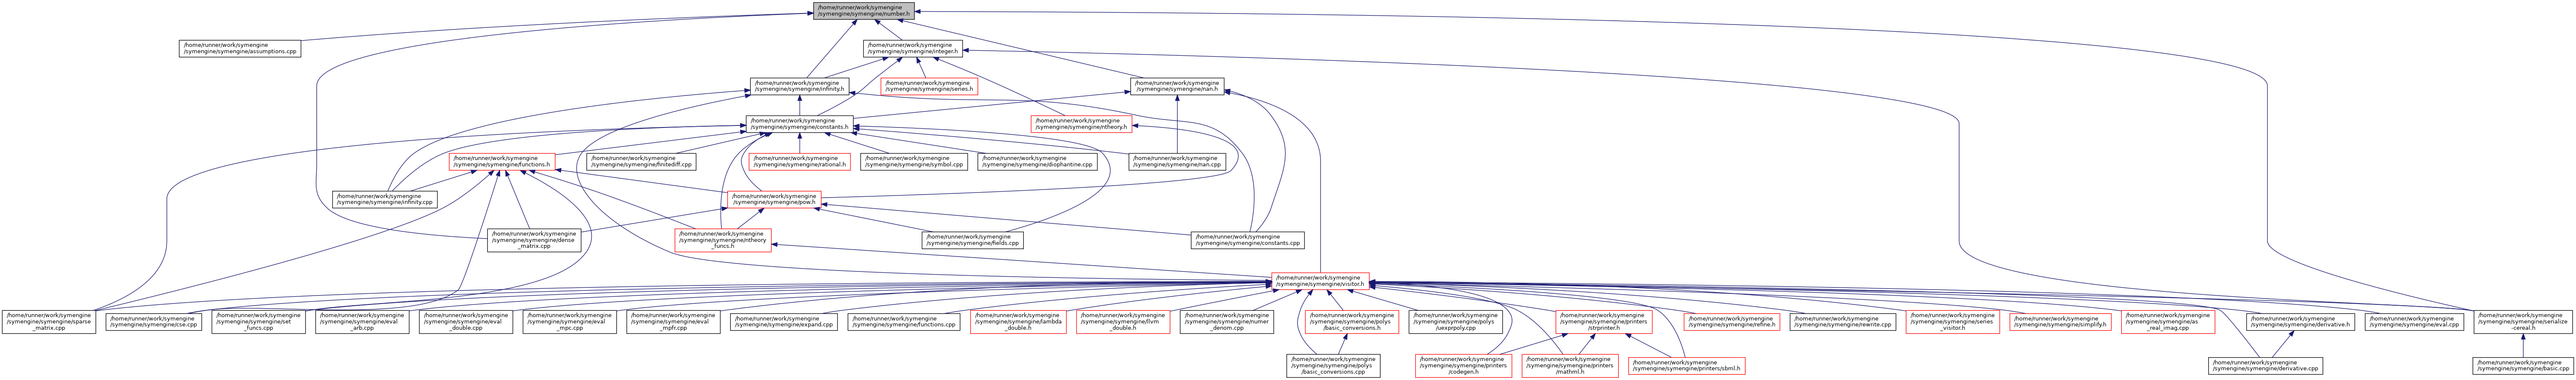 /home/runner/work/symengine
/symengine/symengine/number.h
/home/runner/work/symengine
/symengine/symengine/assumptions.cpp
/home/runner/work/symengine
/symengine/symengine/integer.h
/home/runner/work/symengine
/symengine/symengine/infinity.h
/home/runner/work/symengine
/symengine/symengine/series.h
/home/runner/work/symengine
/symengine/symengine/nan.h
/home/runner/work/symengine
/symengine/symengine/constants.h
/home/runner/work/symengine
/symengine/symengine/ntheory.h
/home/runner/work/symengine
/symengine/symengine/functions.h
/home/runner/work/symengine
/symengine/symengine/finitediff.cpp
/home/runner/work/symengine
/symengine/symengine/rational.h
/home/runner/work/symengine
/symengine/symengine/symbol.cpp
/home/runner/work/symengine
/symengine/symengine/diophantine.cpp
/home/runner/work/symengine
/symengine/symengine/nan.cpp
/home/runner/work/symengine
/symengine/symengine/infinity.cpp
/home/runner/work/symengine
/symengine/symengine/pow.h
/home/runner/work/symengine
/symengine/symengine/dense
_matrix.cpp
/home/runner/work/symengine
/symengine/symengine/ntheory
_funcs.h
/home/runner/work/symengine
/symengine/symengine/fields.cpp
/home/runner/work/symengine
/symengine/symengine/constants.cpp
/home/runner/work/symengine
/symengine/symengine/visitor.h
/home/runner/work/symengine
/symengine/symengine/sparse
_matrix.cpp
/home/runner/work/symengine
/symengine/symengine/cse.cpp
/home/runner/work/symengine
/symengine/symengine/set
_funcs.cpp
/home/runner/work/symengine
/symengine/symengine/eval
_arb.cpp
/home/runner/work/symengine
/symengine/symengine/eval
_double.cpp
/home/runner/work/symengine
/symengine/symengine/eval
_mpc.cpp
/home/runner/work/symengine
/symengine/symengine/eval
_mpfr.cpp
/home/runner/work/symengine
/symengine/symengine/expand.cpp
/home/runner/work/symengine
/symengine/symengine/functions.cpp
/home/runner/work/symengine
/symengine/symengine/lambda
_double.h
/home/runner/work/symengine
/symengine/symengine/llvm
_double.h
/home/runner/work/symengine
/symengine/symengine/numer
_denom.cpp
/home/runner/work/symengine
/symengine/symengine/polys
/basic_conversions.h
/home/runner/work/symengine
/symengine/symengine/polys
/uexprpoly.cpp
/home/runner/work/symengine
/symengine/symengine/printers
/strprinter.h
/home/runner/work/symengine
/symengine/symengine/refine.h
/home/runner/work/symengine
/symengine/symengine/rewrite.cpp
/home/runner/work/symengine
/symengine/symengine/series
_visitor.h
/home/runner/work/symengine
/symengine/symengine/simplify.h
/home/runner/work/symengine
/symengine/symengine/as
_real_imag.cpp
/home/runner/work/symengine
/symengine/symengine/derivative.h
/home/runner/work/symengine
/symengine/symengine/eval.cpp
/home/runner/work/symengine
/symengine/symengine/serialize
-cereal.h
/home/runner/work/symengine
/symengine/symengine/polys
/basic_conversions.cpp
/home/runner/work/symengine
/symengine/symengine/printers
/codegen.h
/home/runner/work/symengine
/symengine/symengine/printers
/mathml.h
/home/runner/work/symengine
/symengine/symengine/printers/sbml.h
/home/runner/work/symengine
/symengine/symengine/derivative.cpp
/home/runner/work/symengine
/symengine/symengine/basic.cpp